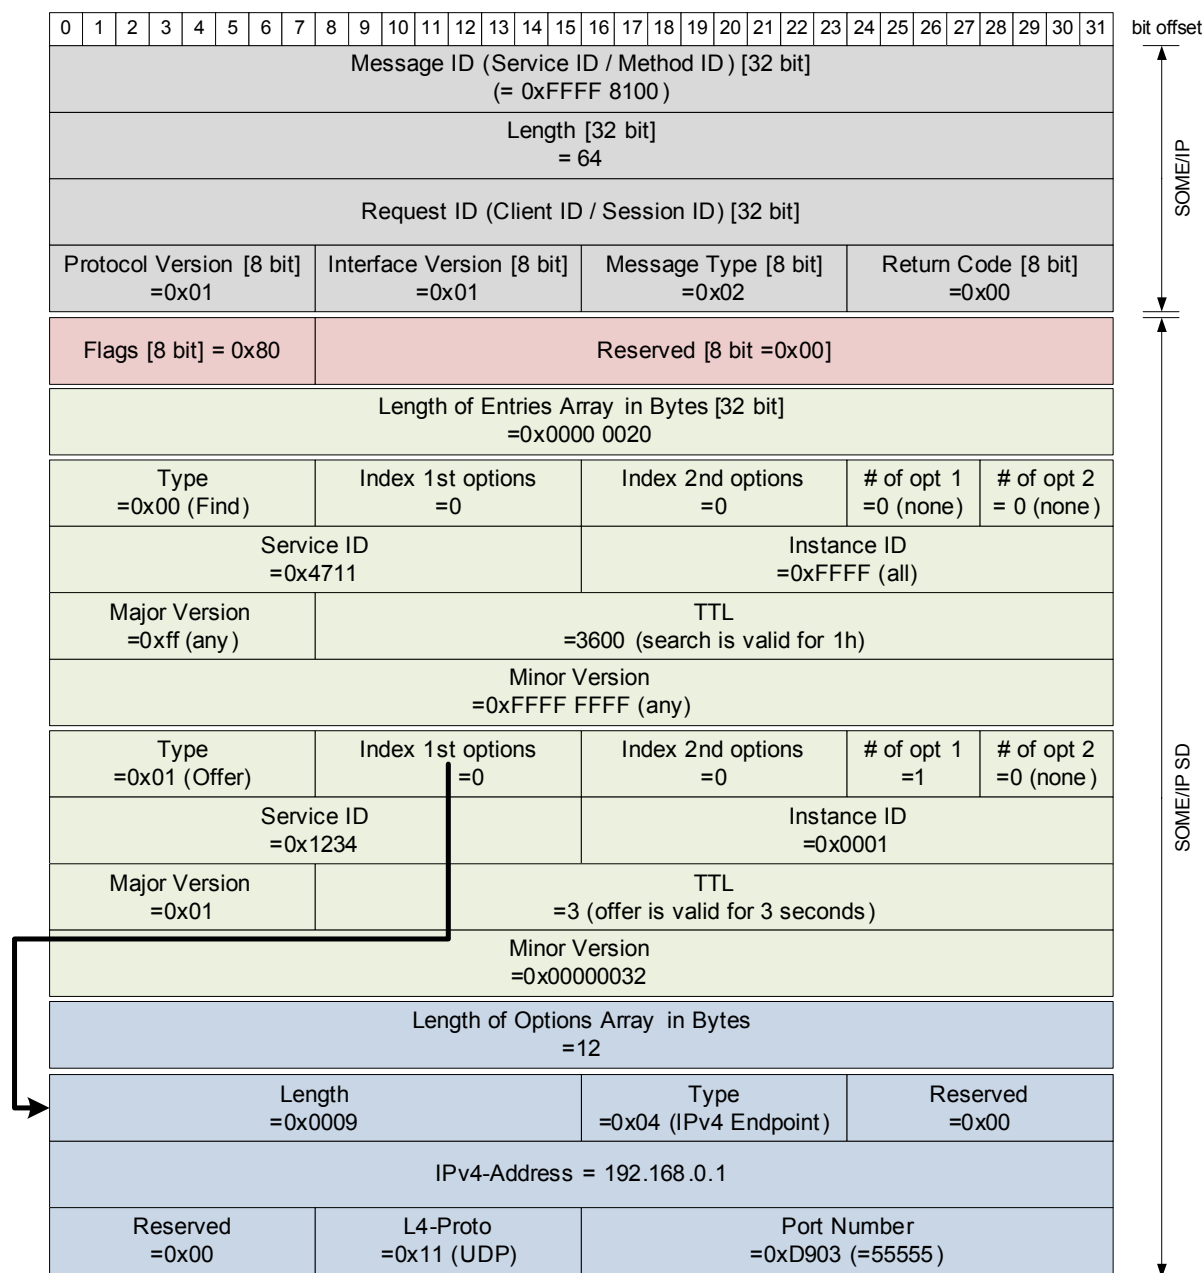 0 1 2 3 4 5 6 7 8 9 10 11 12 13 14 15 16 17 18 19 20 21 22 23 24 25 26 27 28 29 30 31 bit offset
Message ID (Service ID / Method ID) [32 bit]
(= 0xFFFF 8100)
Length [32 bit]
= 64
Request ID (Client ID / Session ID) [32 bit]
Protocol Version [8 bit] Interface Version [8 bit] Message Type [8 bit] Return Code [8 bit]
=0x01 =0x01 =0x02 =0x00
SOME/IP
Flags [8 bit] = 0x80 Reserved [8 bit =0x00]
Length of Entries Array in Bytes [32 bit]
=0x0000 0020
Type Index 1st options Index 2nd options # of opt 1 # of opt 2
=0x00 (Find) =0 =0 =0 (none) = 0 (none)
Service ID Instance ID
=0x4711 =0xFFFF (all)
Major Version TTL
=0xff (any) =3600 (search is valid for 1h)
Minor Version
=0xFFFF FFFF (any)
Type Index 1st options Index 2nd options # of opt 1 # of opt 2
=0x01 (Offer) =0 =0 =1 =0 (none)
Service ID Instance ID
=0x1234 =0x0001
Major Version TTL
=0x01 =3 (offer is valid for 3 seconds)
Minor Version
=0x00000032
Length of Options Array in Bytes
=12
Length Type Reserved
=0x0009 =0x04 (IPv4 Endpoint) =0x00
IPv4-Address = 192.168.0.1
Reserved L4-Proto Port Number
=0x00 =0x11 (UDP) =0xD903 (=55555)
SOME/IP SD